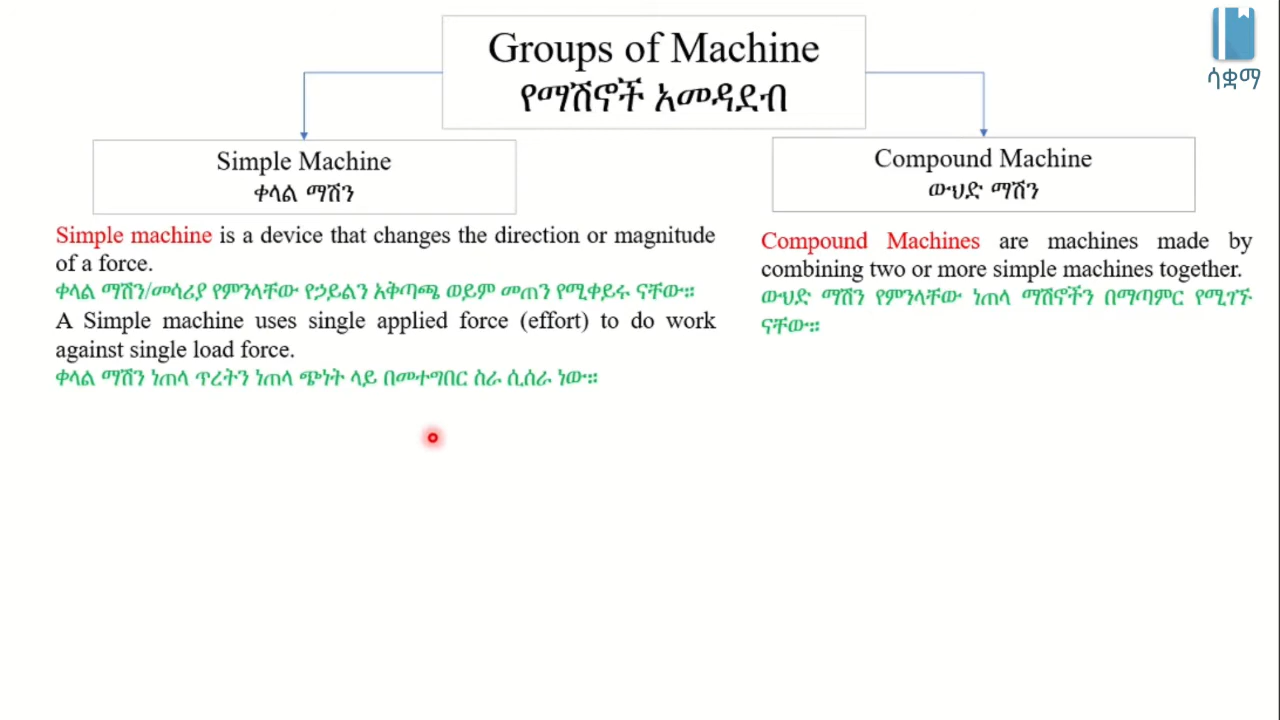 Groups of Machine
የማሽኖች አመዳደብ
ሳቋማ
Simple Machine
ቀላል ማሽን
Simple machine is a device that changes the direction or magnitude
of a force.
ቀላል ማሽን/መሳሪያ የምንላቸው የኃይልን አቅጣጫ ወይም መጠን የሚቀይሩ ናቸው።
A Simple machine uses single applied force (effort) to do work
against single load force.
ቀላል ማሽን ነጠላ ጥረትን ነጠላ ጭነት ላይ በመተግበር ስራ ሲሰራ ነው።
Compound Machine
ውህድ ማሽን
Compound Machines are machines made by
combining two or more simple machines together.
ውህድ ማሽን የምንላቸው ነጠላ ማሽኖችን በማጣምር የሚገኙ
ናቸው።